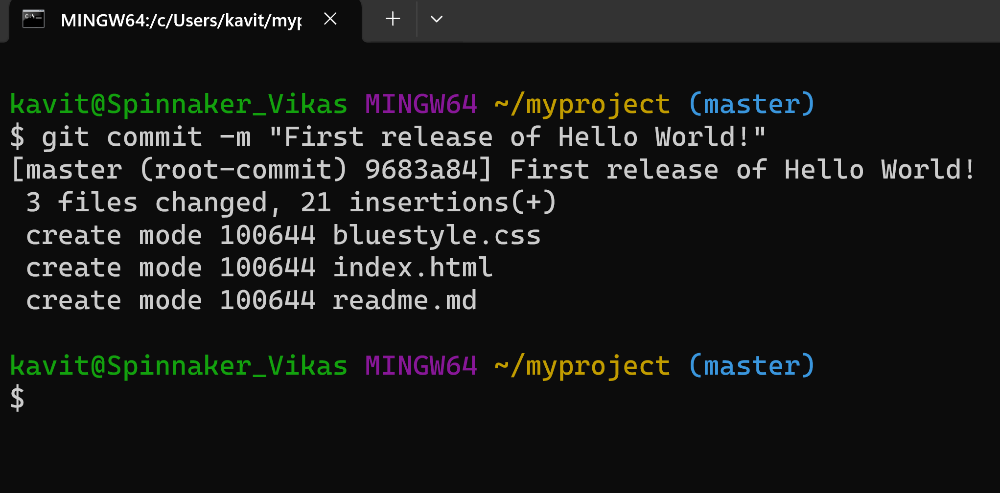 MINGW64:/c/Users/kavit/myp
kavit@Spinnaker_Vikas MINGW64 ~/myproject (master)
$ git commit -m "First release of Hello World!"
[master (root-commit) 9683a84] First release of Hello World!
 3 files changed, 21 insertions(+)
 create mode 100644 bluestyle.css
 create mode 100644 index.html
 create mode 100644 readme.md
kavit@Spinnaker_Vikas MINGW64 ~/myproject (master)
$